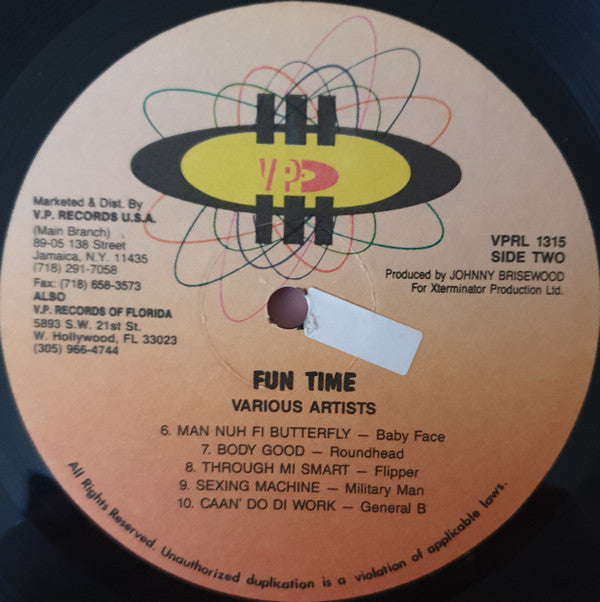 VP
Marketed & Dist. By
V.P. RECORDS U.S.A.
(Main Branch)
89-05 138 Street
Jamaica, N.Y. 11435
(718) 291-7058
Fax: (718) 658-3573
ALSO
V.P. RECORDS OF FLORIDA
5893 S.W. 21st St.
W. Hollywood, FL 33023
(305) 966-4744
VPRL 1315
SIDE TWO
Produced by JOHNNY BRISEWOOD
For Xterminator Production Ltd.
FUN TIME
VARIOUS ARTISTS
6. MAN NUH FI BUTTERFLY – Baby Face
7. BODY GOOD – Roundhead
8. THROUGH MI SMART – Flipper
9. SEXING MACHINE – Military Man
10. CAAN' DO DI WORK – General B
All Rights Reserved. Unauthorized duplication is a violation of applicable laws.